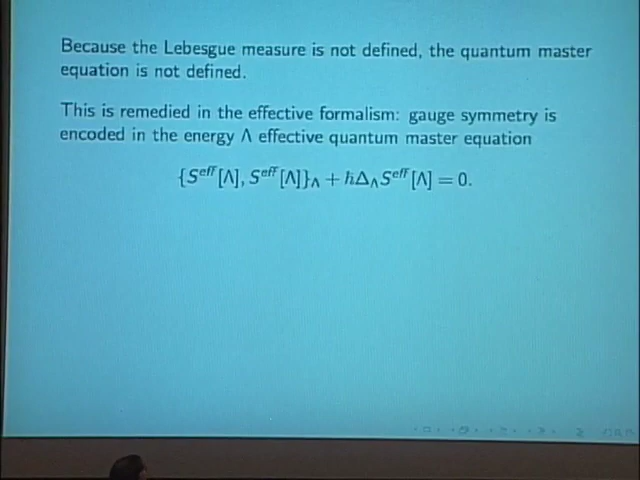 Because the Lebesgue measure is not defined, the quantum master
equation is not defined.
This is remedied in the effective formalism: gauge symmetry is
encoded in the energy Λ effective quantum master equation
{S^eff[Λ], S^eff[Λ]}_Λ + ℏΔ_Λ S^eff[Λ] = 0.